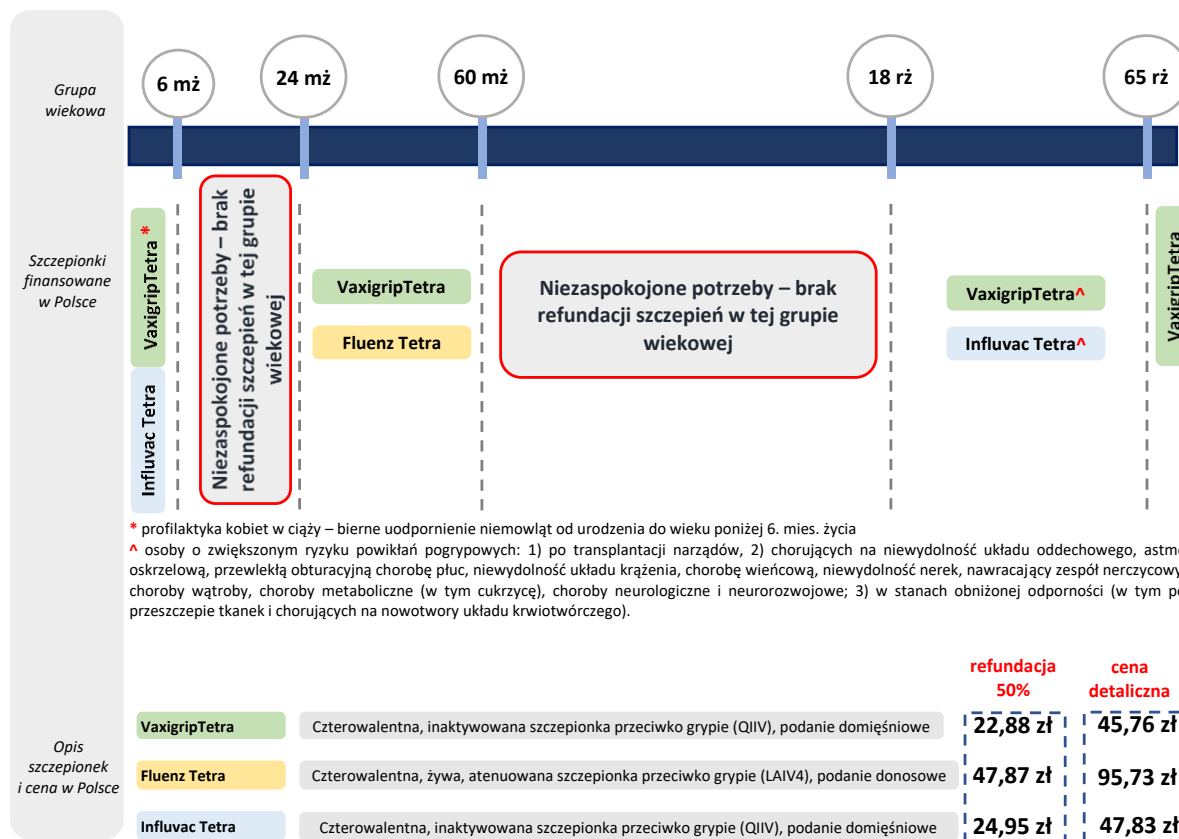 Grupa
wiekowa
6 mż
24 mż
60 mż
18 rż
65 rż
Szczepionki
finansowane
w Polsce
VaxigripTetra *
Influvac Tetra
Niezaspokojone potrzeby – brak
refundacji szczepień w tej grupie
wiekowej
VaxigripTetra
Fluenz Tetra
Niezaspokojone potrzeby – brak
refundacji szczepień w tej grupie
wiekowej
VaxigripTetra^
Influvac Tetra^
VaxigripTetra
* profilaktyka kobiet w ciąży – bierne uodpornienie niemowląt od urodzenia do wieku poniżej 6. mies. życia
^ osoby o zwiększonym ryzyku powikłań pogrypowych: 1) po transplantacji narządów, 2) chorujących na niewydolność układu oddechowego, astmę
oskrzelową, przewlekłą obturacyjną chorobę płuc, niewydolność układu krążenia, chorobę wieńcową, niewydolność nerek, nawracający zespół nerczycowy,
choroby wątroby, choroby metaboliczne (w tym cukrzycę), choroby neurologiczne i neurorozwojowe; 3) w stanach obniżonej odporności (w tym po
przeszczepie tkanek i chorujących na nowotwory układu krwiotwórczego).
refundacja
50%
cena
detaliczna
Opis
szczepionek
i cena w Polsce
VaxigripTetra
Czterowalentna, inaktywowana szczepionka przeciwko grypie (QIIV), podanie domięśniowe
22,88 zł
45,76 zł
Fluenz Tetra
Czterowalentna, żywa, atenuowana szczepionka przeciwko grypie (LAIV4), podanie donosowe
47,87 zł
95,73 zł
Influvac Tetra
Czterowalentna, inaktywowana szczepionka przeciwko grypie (QIIV), podanie domięśniowe
24,95 zł
47,83 zł